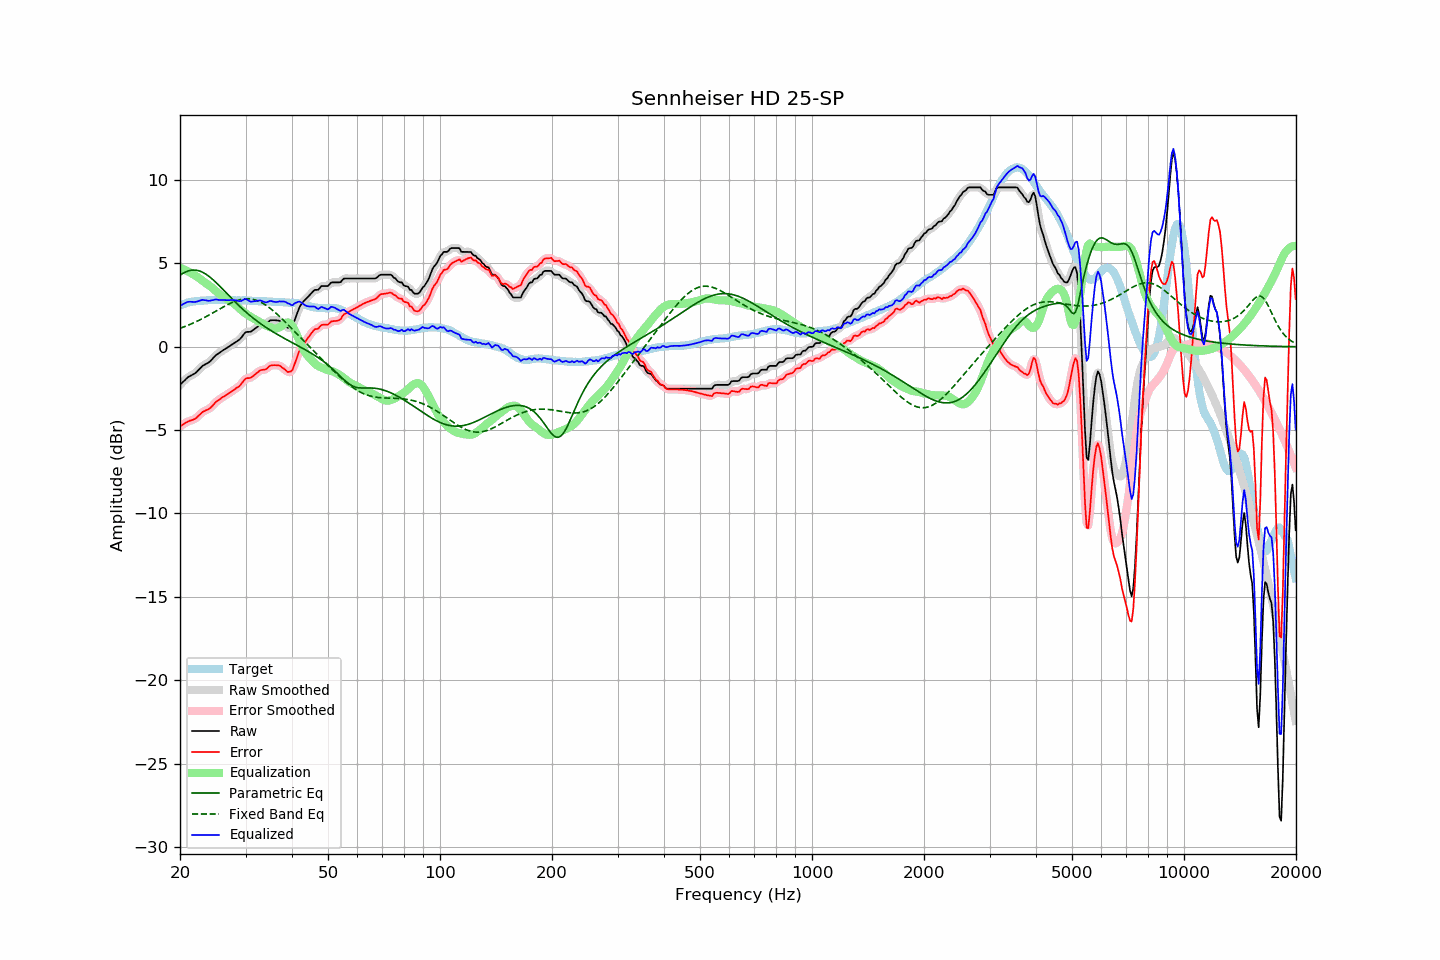 Sennheiser HD 25-SP
Amplitude (dBr)
10
5
0
−5
−10
−15
−20
−25
−30
Target
Raw Smoothed
Error Smoothed
Raw
Error
Equalization
Parametric Eq
Fixed Band Eq
Equalized
20
50
100
200
500
1000
2000
5000
10000
20000
Frequency (Hz)